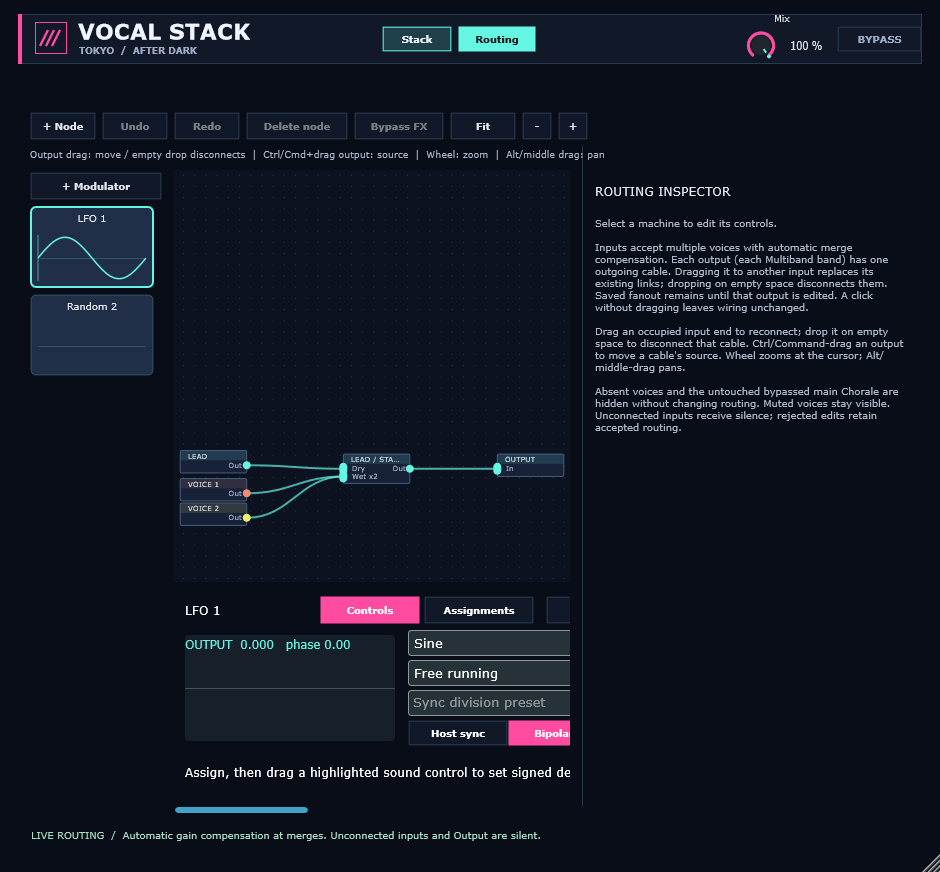 VOCAL STACK
TOKYO / AFTER DARK
Stack
Routing
Mix
100 %
BYPASS
+ Node
Undo
Redo
Delete node
Bypass FX
Fit
-
+
Output drag: move / empty drop disconnects | Ctrl/Cmd+drag output: source | Wheel: zoom | Alt/middle drag: pan
+ Modulator
LFO 1
Random 2
LEAD
Out
VOICE 1
Out
VOICE 2
Out
LEAD / STA...
Dry
Out
Wet x2
OUTPUT
In
ROUTING INSPECTOR
Select a machine to edit its controls.
Inputs accept multiple voices with automatic merge
compensation. Each output (each Multiband band) has one
outgoing cable. Dragging it to another input replaces its
existing links; dropping on empty space disconnects them.
Saved fanout remains until that output is edited. A click
without dragging leaves wiring unchanged.
Drag an occupied input end to reconnect; drop it on empty
space to disconnect that cable. Ctrl/Command-drag an output
to move a cable's source. Wheel zooms at the cursor; Alt/
middle-drag pans.
Absent voices and the untouched bypassed main Chorale are
hidden without changing routing. Muted voices stay visible.
Unconnected inputs receive silence; rejected edits retain
accepted routing.
LFO 1
Controls
Assignments
OUTPUT 0.000 phase 0.00
Sine
Free running
Sync division preset
Host sync
Bipola
Assign, then drag a highlighted sound control to set signed de
LIVE ROUTING / Automatic gain compensation at merges. Unconnected inputs and Output are silent.